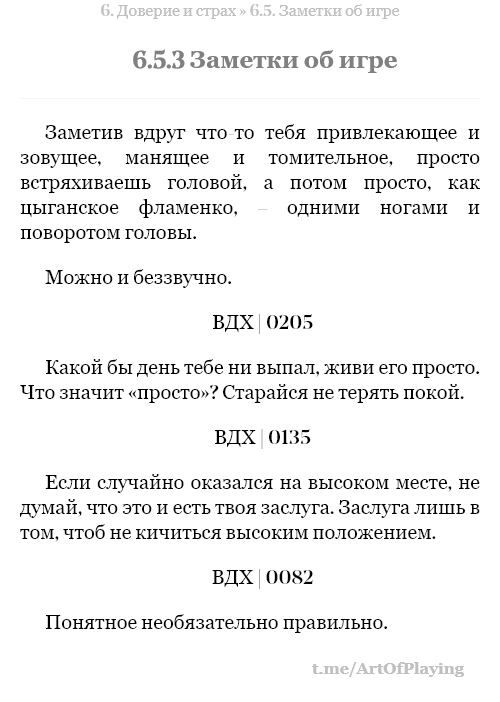 6. Доверие и страх » 6.5. Заметки об игре
6.5.3 Заметки об игре
Заметив вдруг что-то тебя привлекающее и
зовущее, манящее и томительное, просто
встряхиваешь головой, а потом просто, как
цыганское фламенко, – одними ногами и
поворотом головы.
Можно и беззвучно.
ВДХ | 0205
Какой бы день тебе ни выпал, живи его просто.
Что значит «просто»? Старайся не терять покой.
ВДХ | 0135
Если случайно оказался на высоком месте, не
думай, что это и есть твоя заслуга. Заслуга лишь в
том, чтоб не кичиться высоким положением.
ВДХ | 0082
Понятное необязательно правильно.
t.me/ArtOfPlaying